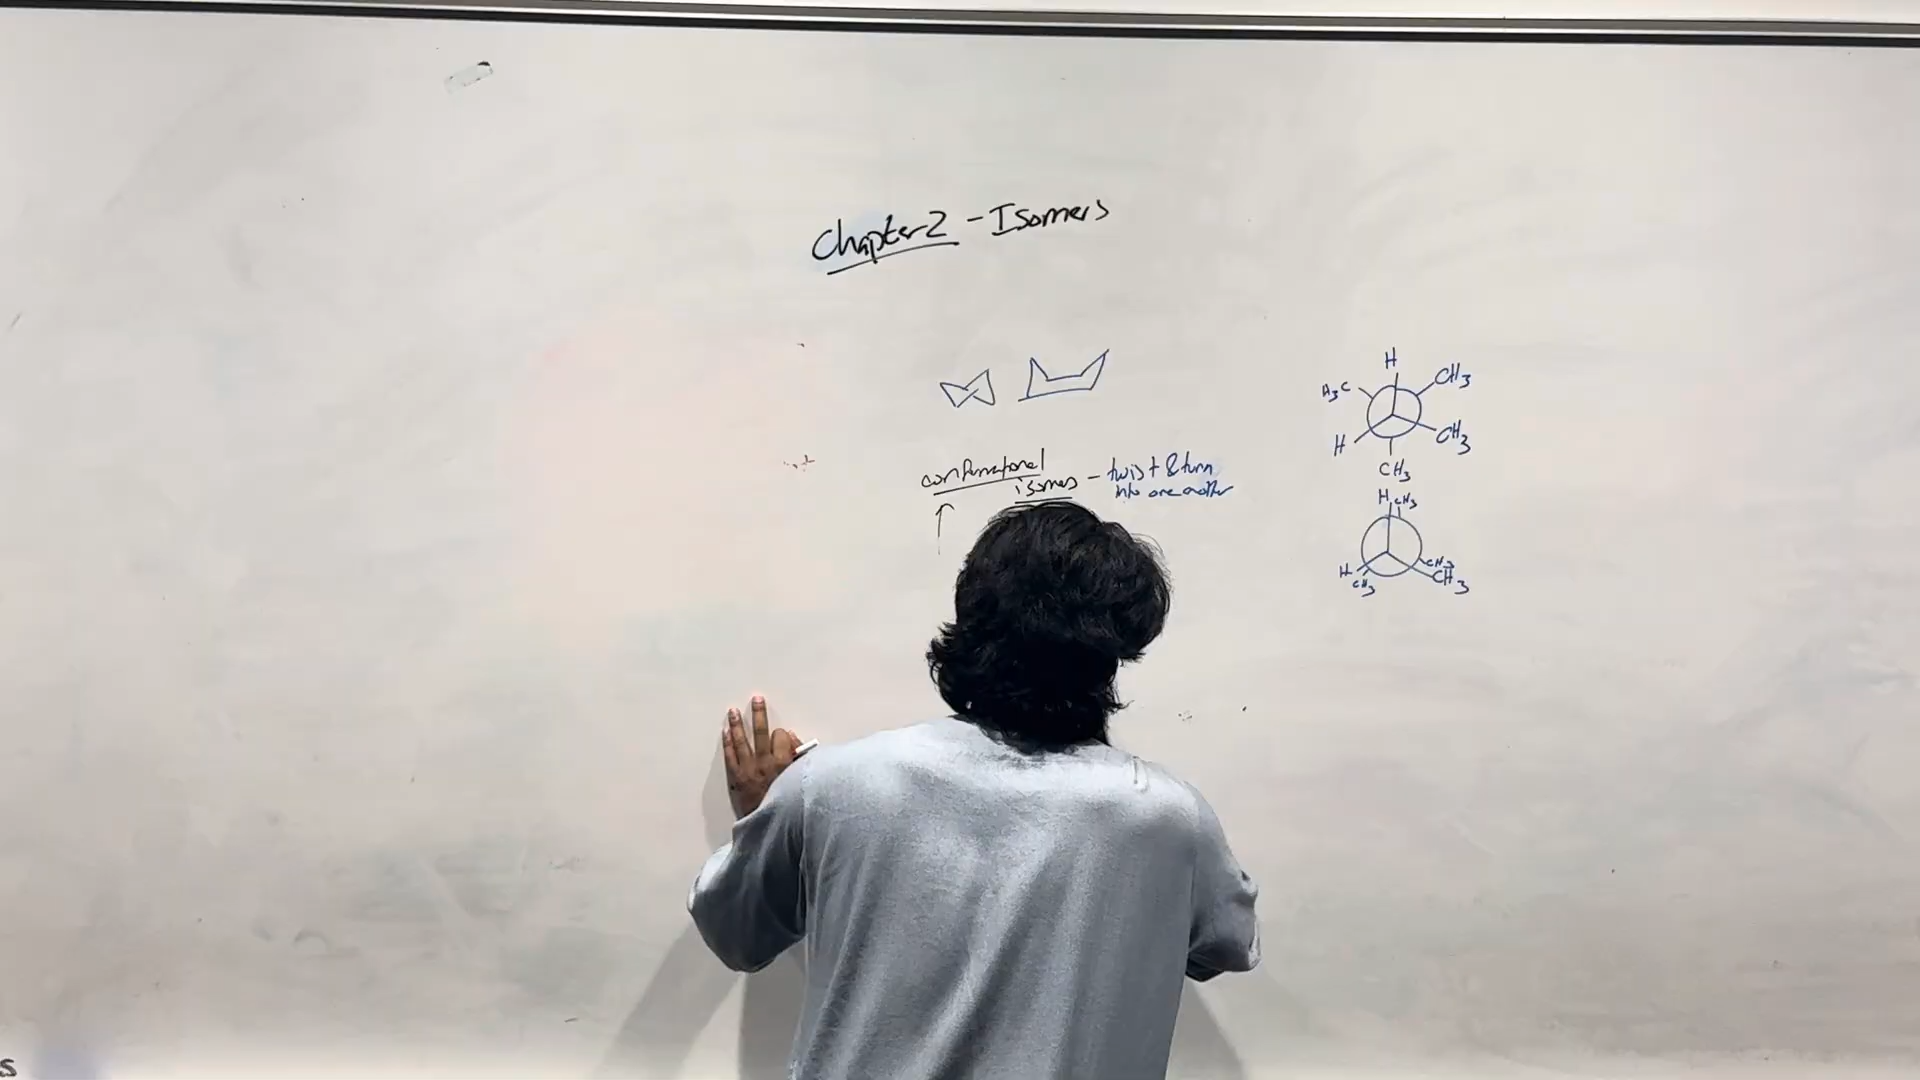 Chapter 2 - Isomers
conformational
isomers - twist & turn
into one another
H
H3C CH3
H CH3
CH3
H CH3
H CH3
CH3 CH3
s